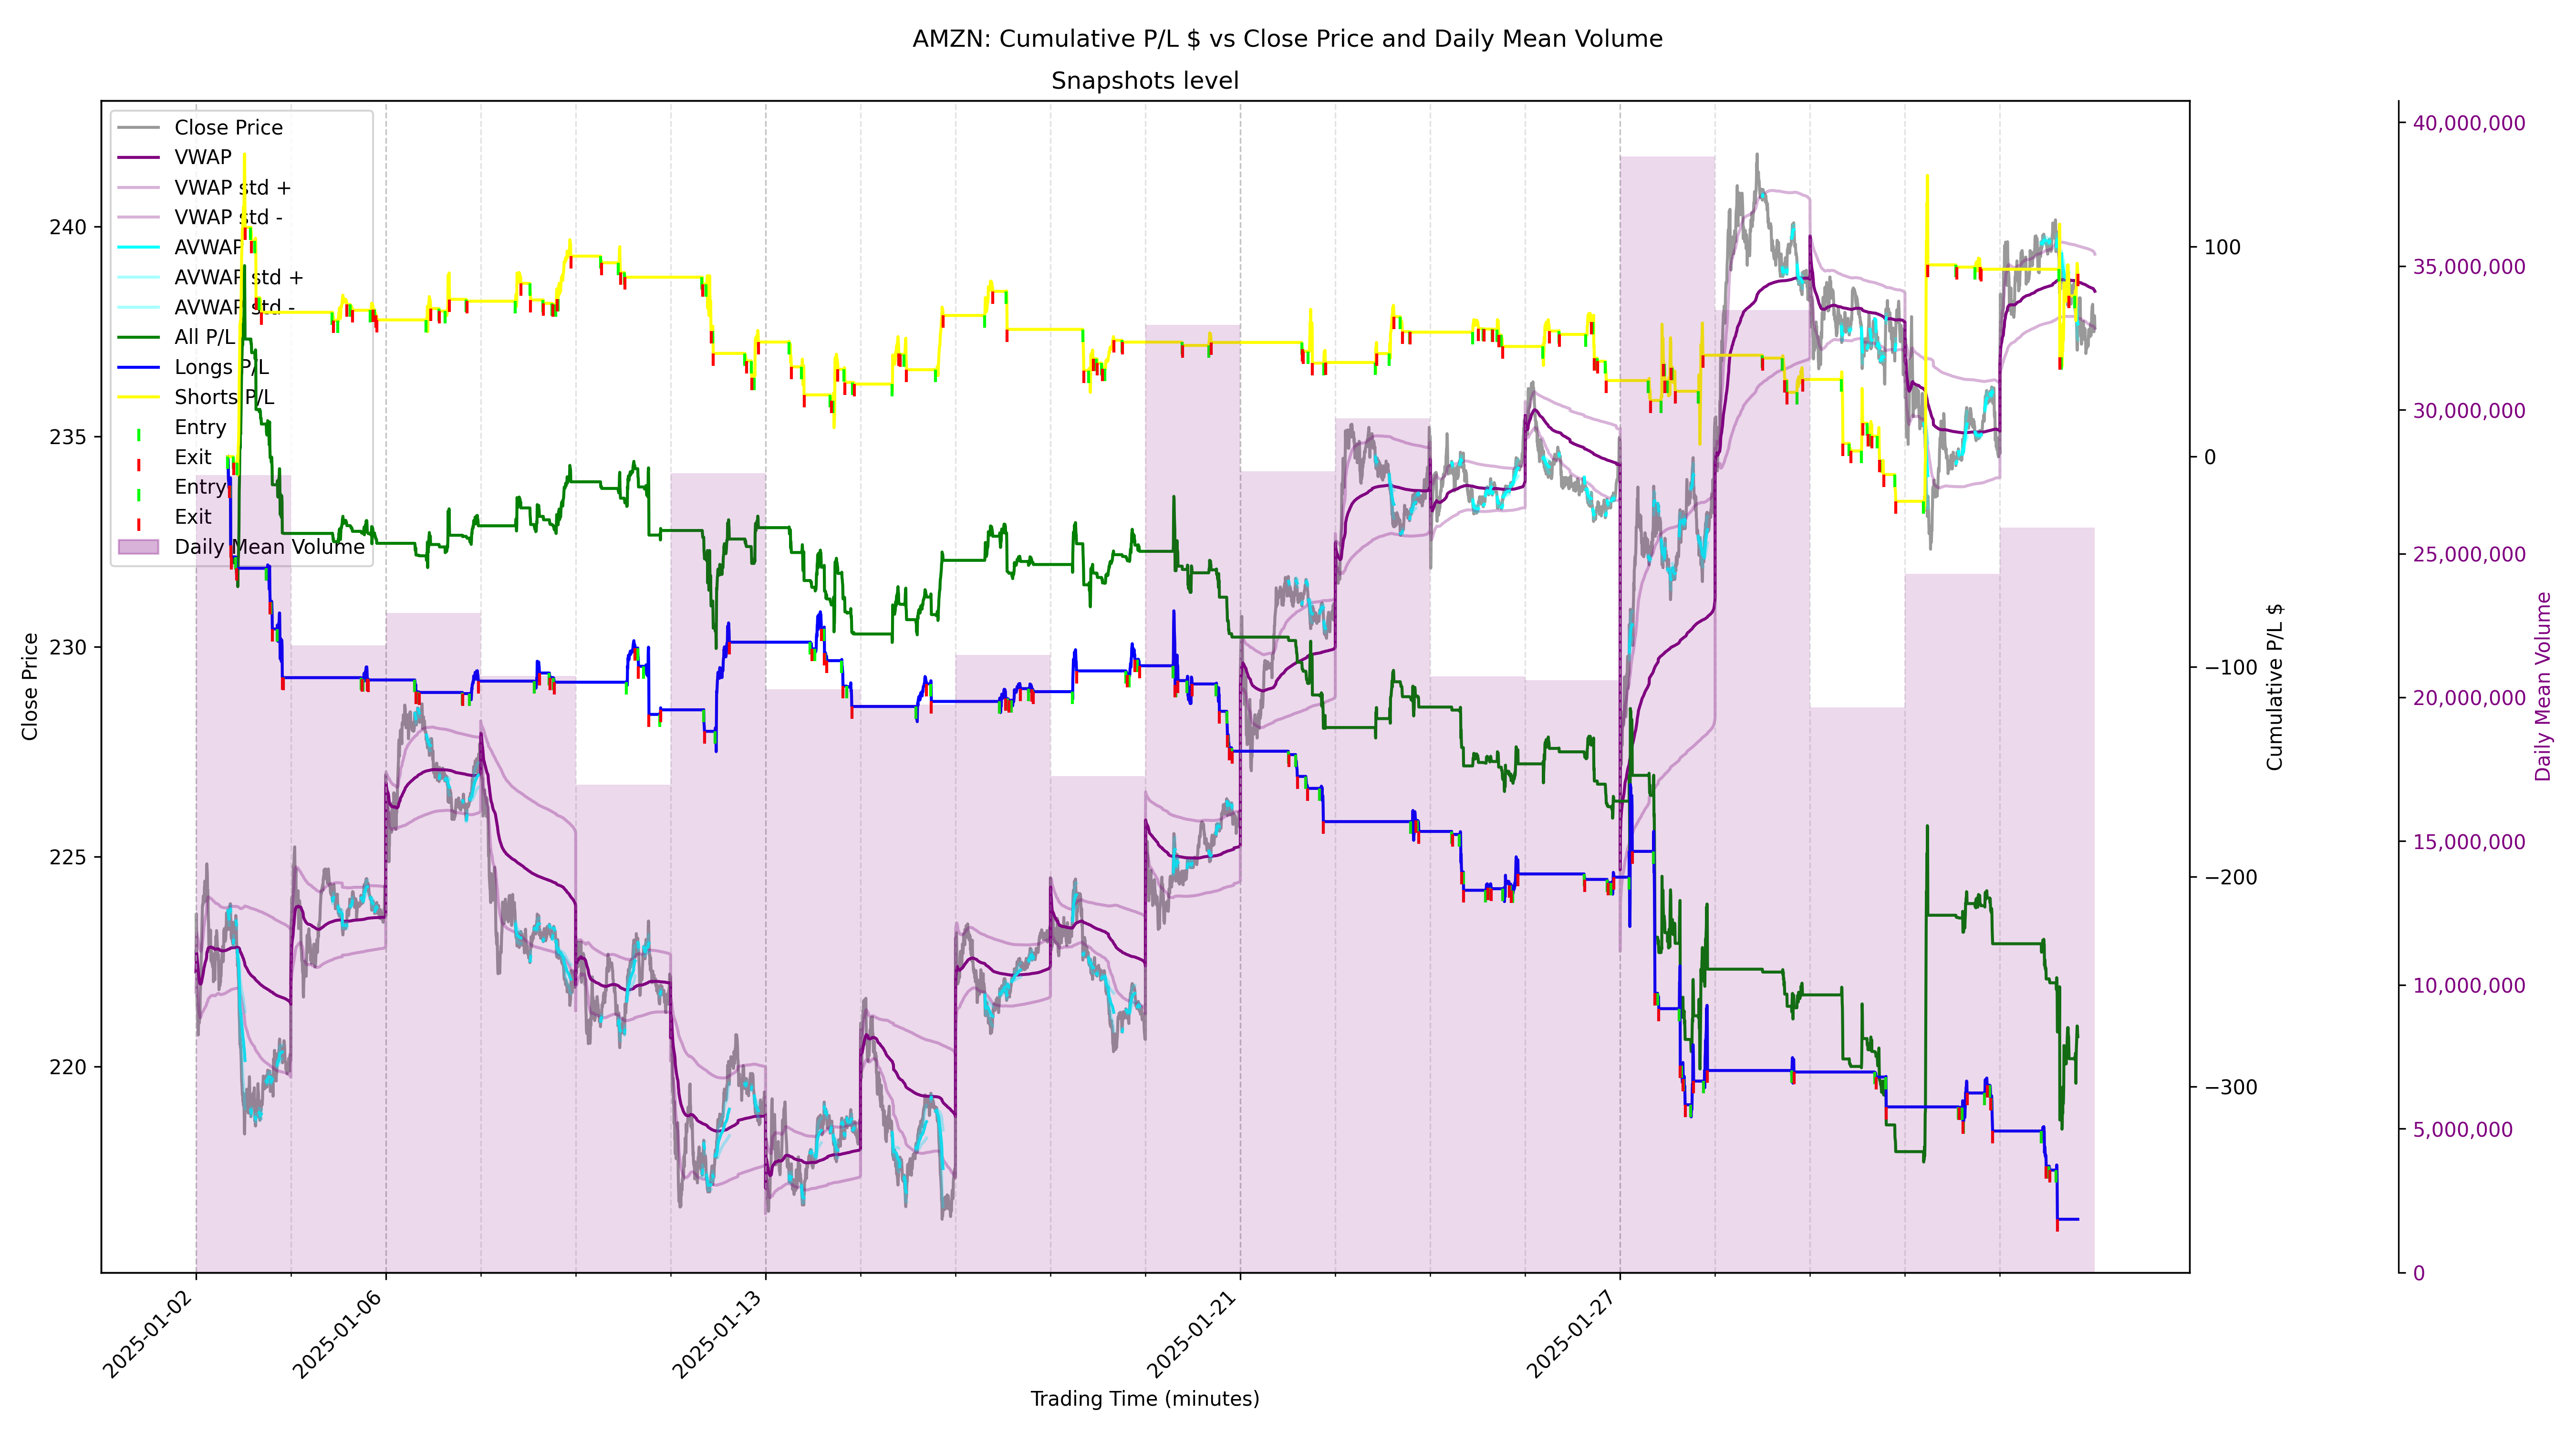 AMZN: Cumulative P/L $ vs Close Price and Daily Mean Volume
Snapshots level
Close Price
VWAP
VWAP std +
VWAP std -
AVWAP
AVWAP std +
AVWAP std -
All P/L
Longs P/L
Shorts P/L
Entry
Exit
Entry
Exit
Daily Mean Volume
Close Price
240
235
230
225
220
100
0
−100
−200
−300
Cumulative P/L $
40,000,000
35,000,000
30,000,000
25,000,000
20,000,000
15,000,000
10,000,000
5,000,000
0
Daily Mean Volume
2025-01-02
2025-01-06
2025-01-13
2025-01-21
2025-01-27
Trading Time (minutes)